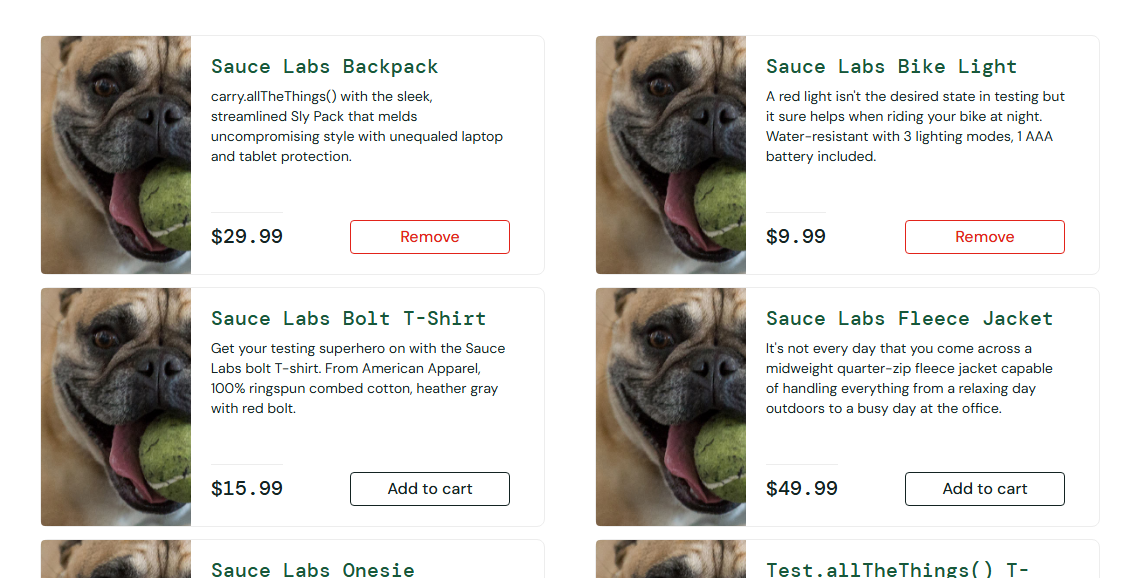 Sauce Labs Backpack
carry.allTheThings() with the sleek,
streamlined Sly Pack that melds
uncompromising style with unequaled laptop
and tablet protection.
$29.99
Remove
Sauce Labs Bike Light
A red light isn't the desired state in testing but
it sure helps when riding your bike at night.
Water-resistant with 3 lighting modes, 1 AAA
battery included.
$9.99
Remove
Sauce Labs Bolt T-Shirt
Get your testing superhero on with the Sauce
Labs bolt T-shirt. From American Apparel,
100% ringspun combed cotton, heather gray
with red bolt.
$15.99
Add to cart
Sauce Labs Fleece Jacket
It's not every day that you come across a
midweight quarter-zip fleece jacket capable
of handling everything from a relaxing day
outdoors to a busy day at the office.
$49.99
Add to cart
Sauce Labs Onesie
Test.allTheThings() T-